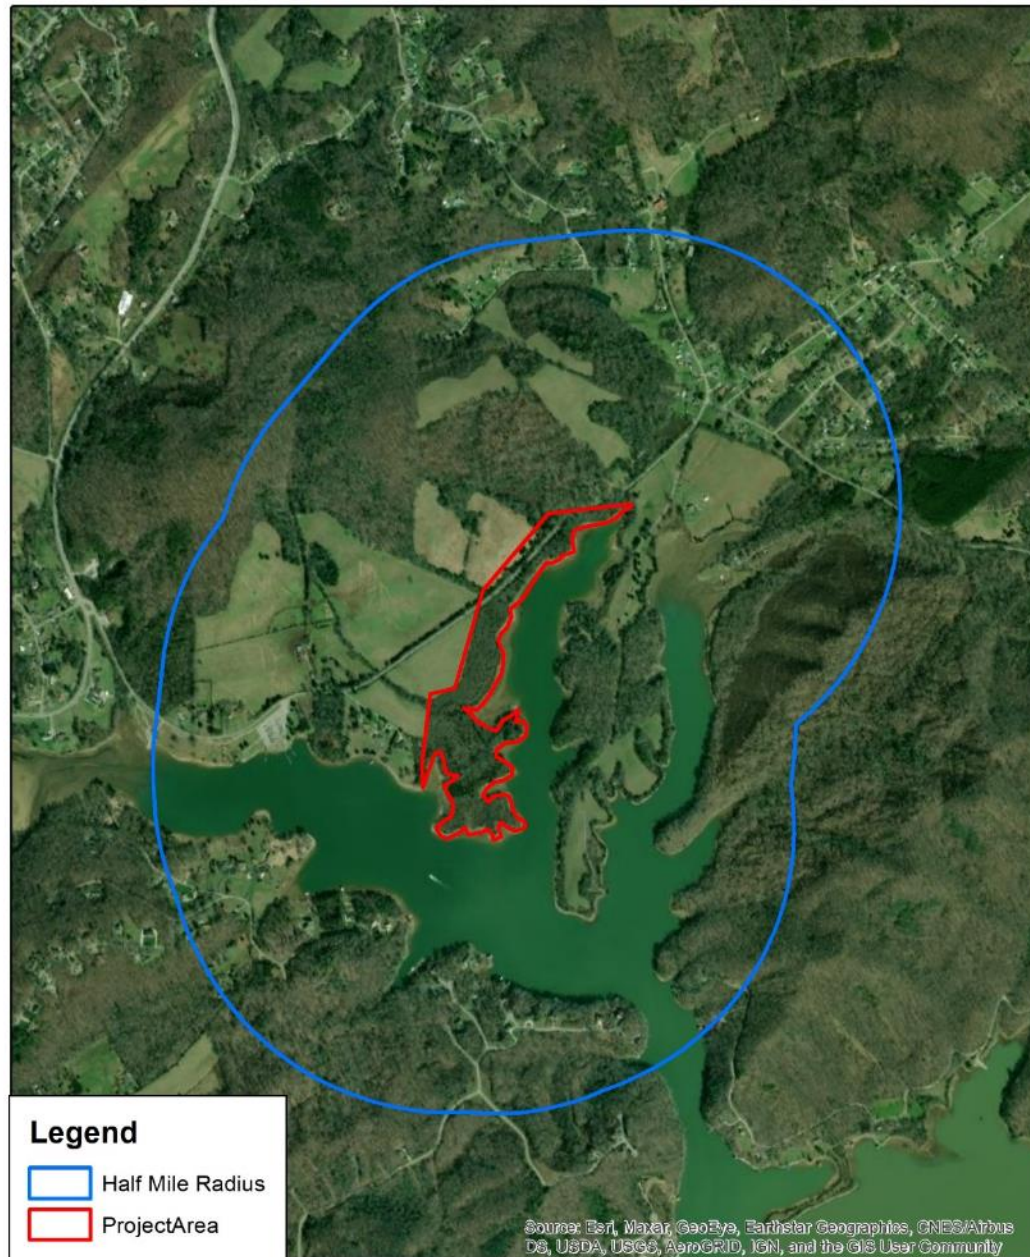 Legend
Half Mile Radius
ProjectArea
Source: Esri, Maxar, GeoEye, Earthstar Geographics, CNES/Airbus
DS, USDA, USGS, AeroGRID, IGN, and the GIS User Community